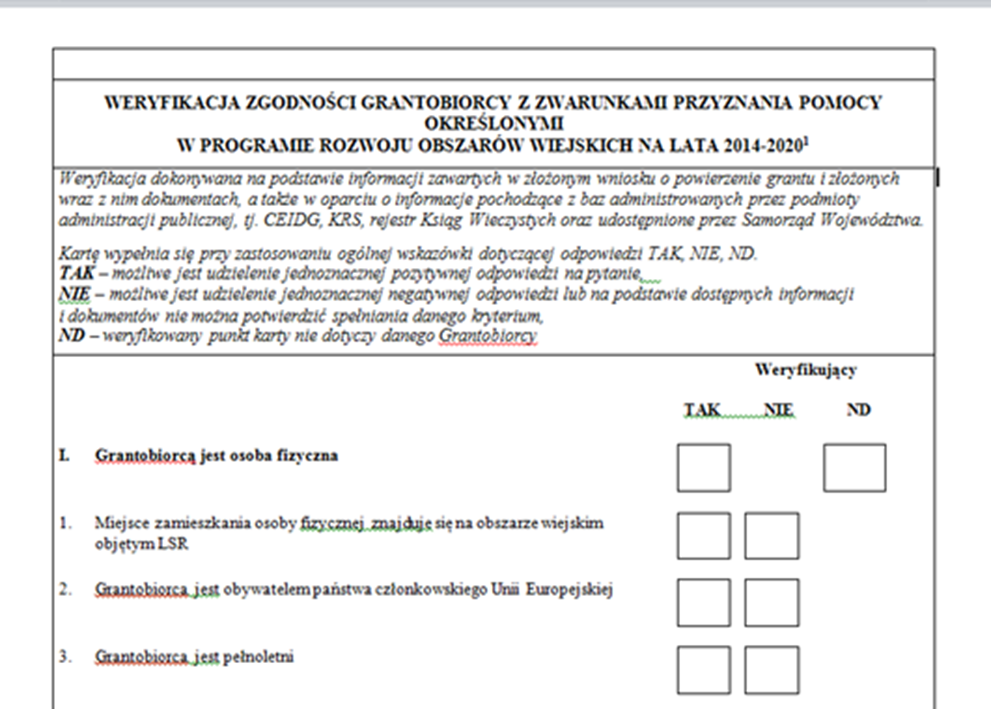 WERYFIKACJA ZGODNOŚCI GRANTOBIORCY Z ZWARUNKAMI PRZYZNANIA POMOCY
OKREŚLONYMI
W PROGRAMIE ROZWOJU OBSZARÓW WIEJSKICH NA LATA 2014-2020¹
Weryfikacja dokonywana na podstawie informacji zawartych w złożonym wniosku o powierzenie grantu i złożonych
wraz z nim dokumentach, a także w oparciu o informacje pochodzące z baz administrowanych przez podmioty
administracji publicznej, tj. CEIDG, KRS, rejestr Ksiąg Wieczystych oraz udostępnione przez Samorząd Województwa.
Kartę wypełnia się przy zastosowaniu ogólnej wskazówki dotyczącej odpowiedzi TAK, NIE, ND.
TAK – możliwe jest udzielenie jednoznacznej pozytywnej odpowiedzi na pytanie,
NIE – możliwe jest udzielenie jednoznacznej negatywnej odpowiedzi lub na podstawie dostępnych informacji
i dokumentów nie można potwierdzić spełniania danego kryterium,
ND – weryfikowany punkt karty nie dotyczy danego Grantobiorcy
Weryfikujący
TAK NIE ND
I. Grantobiorcą jest osoba fizyczna
1. Miejsce zamieszkania osoby fizycznej znajduje się na obszarze wiejskim
objętym LSR
2. Grantobiorca jest obywatelem państwa członkowskiego Unii Europejskiej
3. Grantobiorca jest pełnoletni